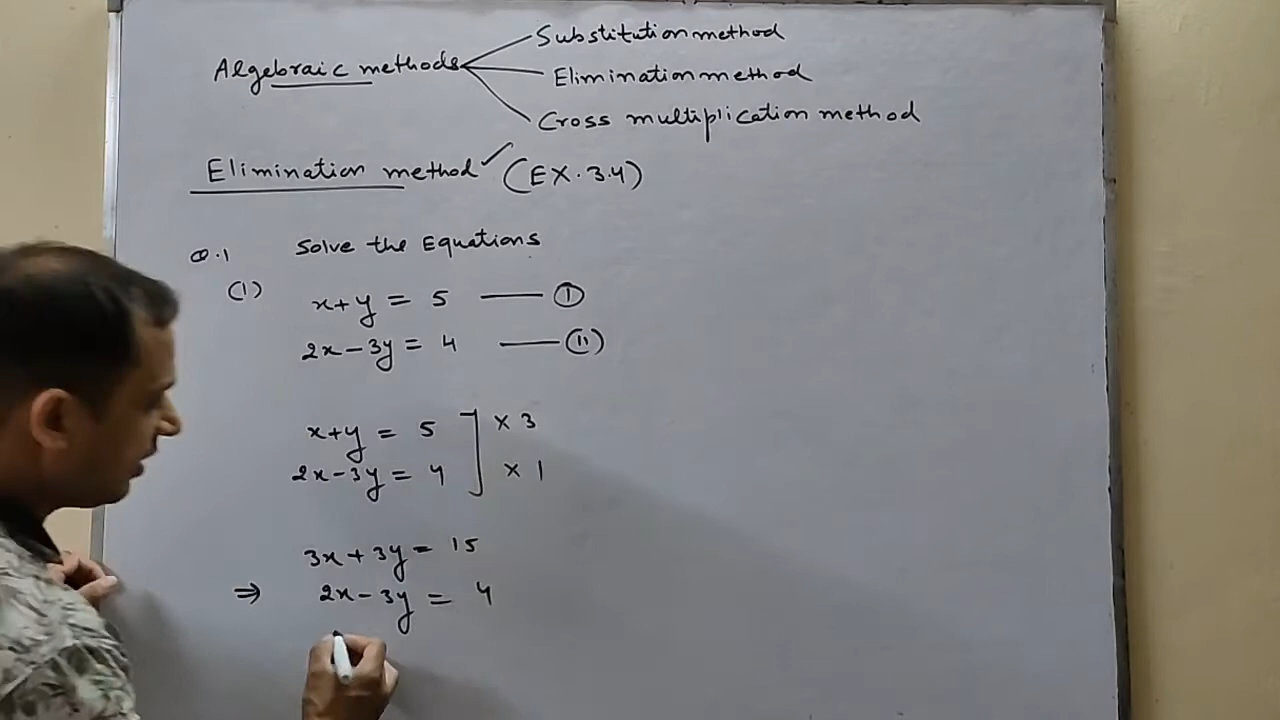 Substitution method
Algebraic methods
Elimination method
Cross multiplication method
Elimination method ✓ (EX. 3.4)
Q.1 Solve the Equations
(1) x+y = 5 —— (I)
2x-3y = 4 —— (II)
x+y = 5 ] × 3
2x-3y = 4 ] × 1
3x+3y = 15
⇒ 2x-3y = 4